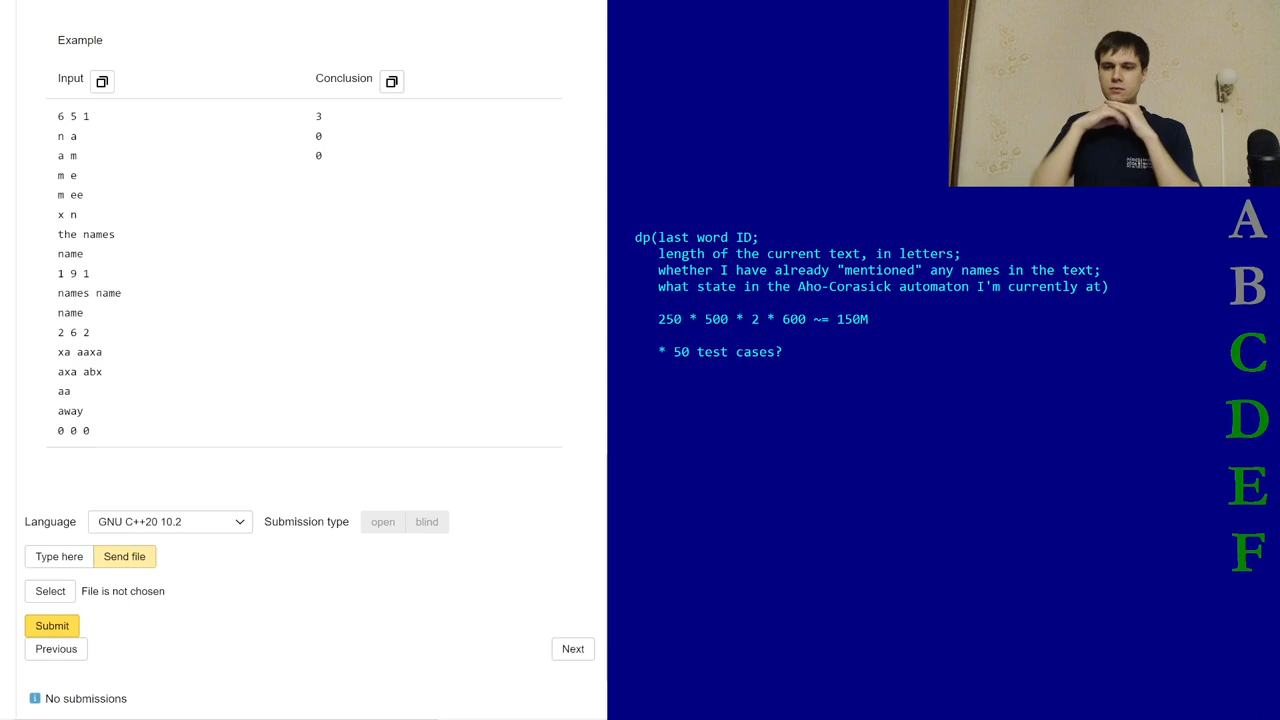 Example
Input
Conclusion
6 5 1
n a
a m
m e
m ee
x n
the names
name
1 9 1
names name
name
2 6 2
xa aaxa
axa abx
aa
away
0 0 0
3
0
0
Language
GNU C++20 10.2
Submission type
open
blind
Type here
Send file
Select
File is not chosen
Submit
Previous
Next
No submissions
dp(last word ID;
length of the current text, in letters;
whether I have already "mentioned" any names in the text;
what state in the Aho-Corasick automaton I'm currently at)
250 * 500 * 2 * 600 ~= 150M
* 50 test cases?
A
B
C
D
E
F